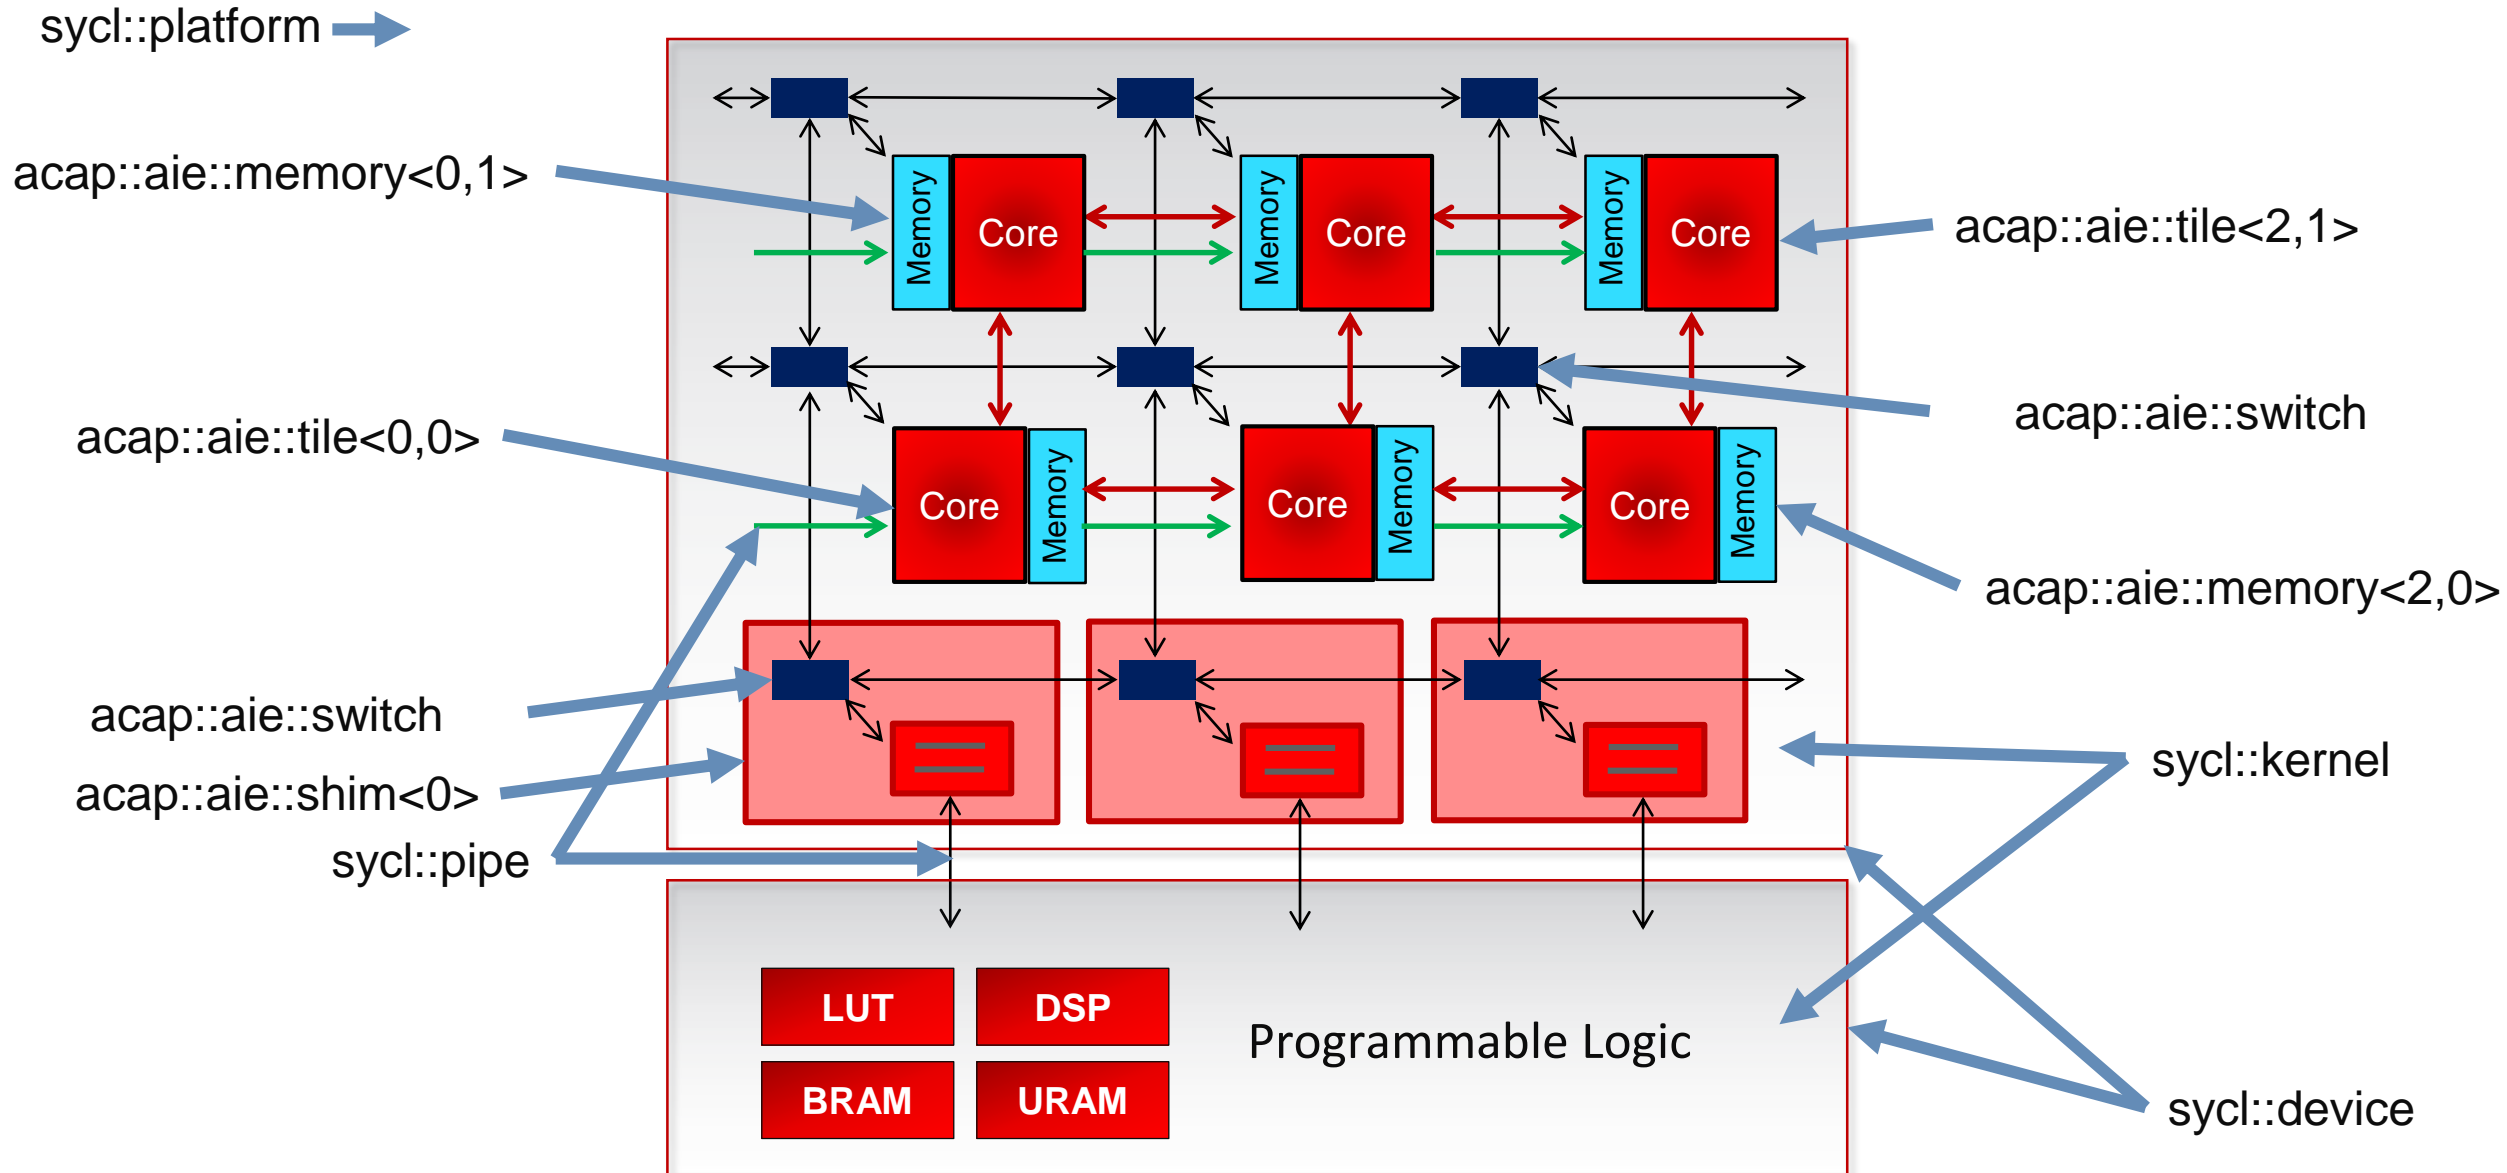 sycl::platform
acap::aie::memory<0,1>
Memory
Core
Memory
Core
Memory
Core
acap::aie::tile<2,1>
acap::aie::switch
acap::aie::tile<0,0>
Core
Memory
Core
Memory
Core
Memory
acap::aie::memory<2,0>
acap::aie::switch
acap::aie::shim<0>
sycl::pipe
sycl::kernel
LUT
DSP
Programmable Logic
BRAM
URAM
sycl::device